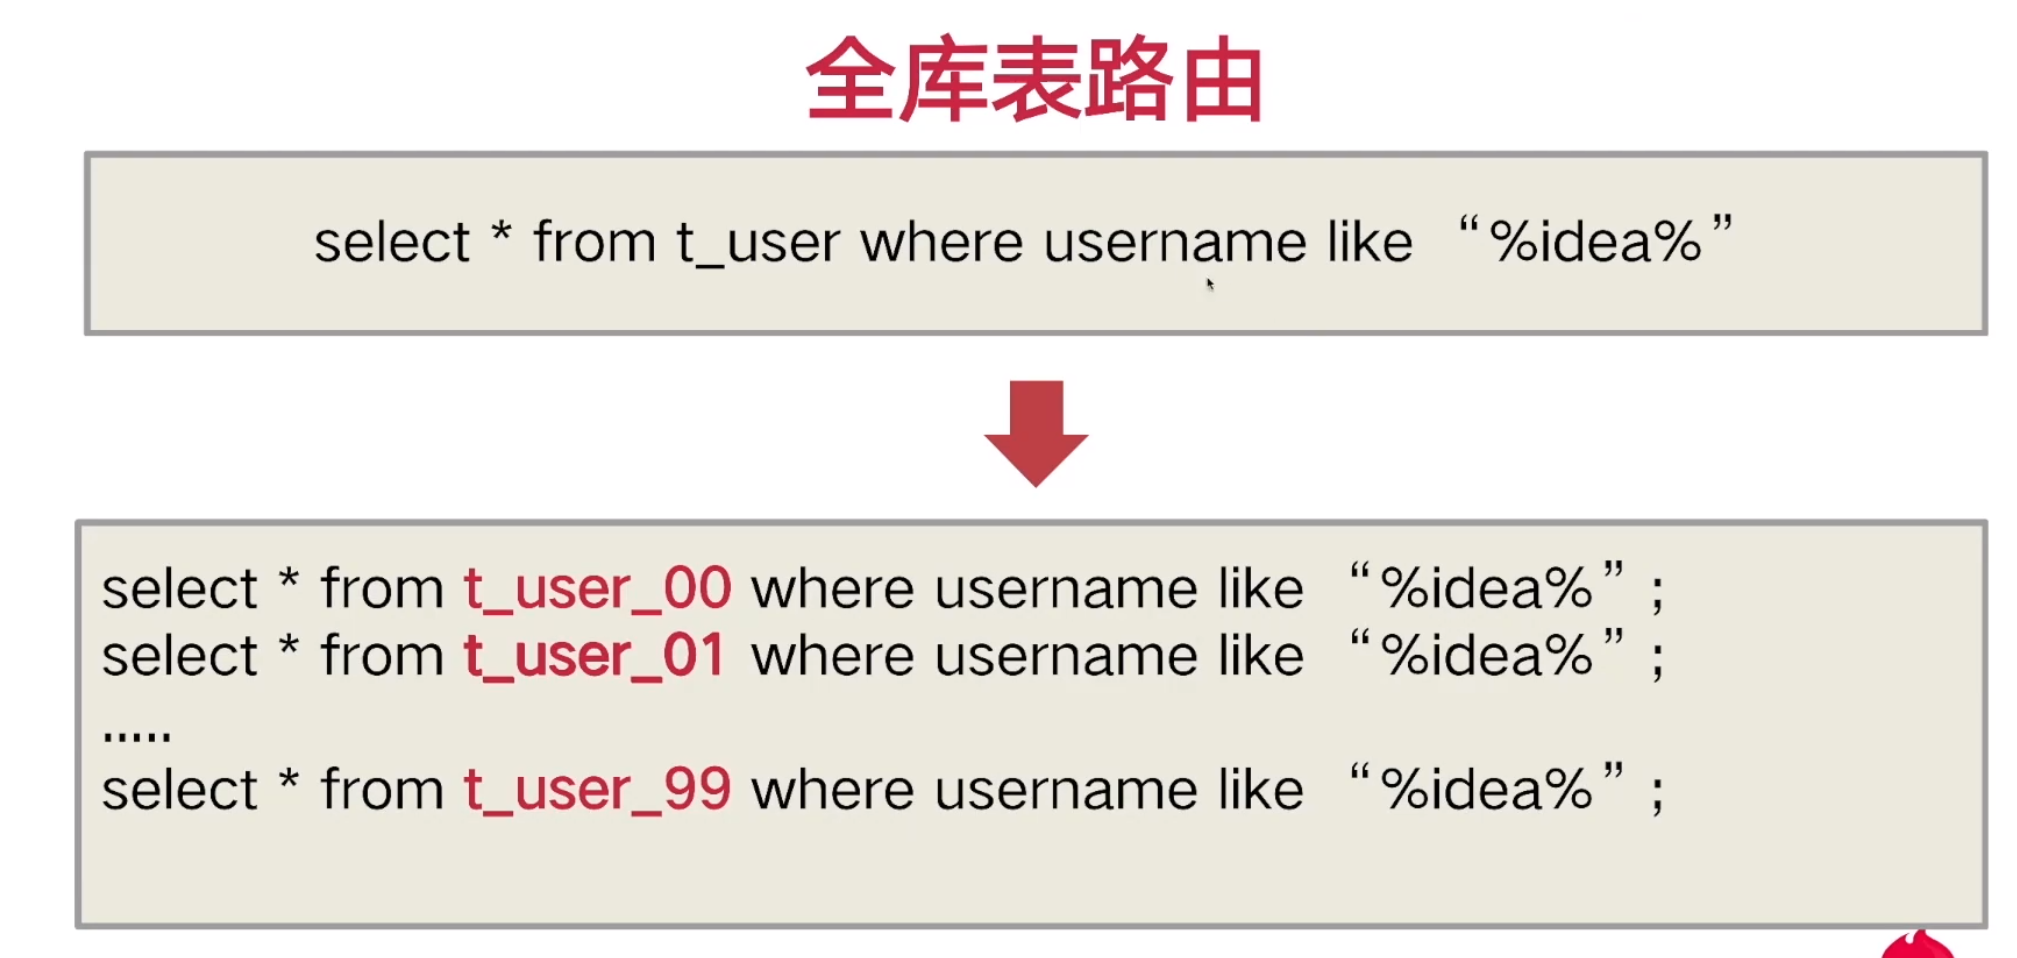 全库表路由
select * from t_user where username like “%idea%”
select * from t_user_00 where username like “%idea%” ;
select * from t_user_01 where username like “%idea%” ;
.....
select * from t_user_99 where username like “%idea%” ;